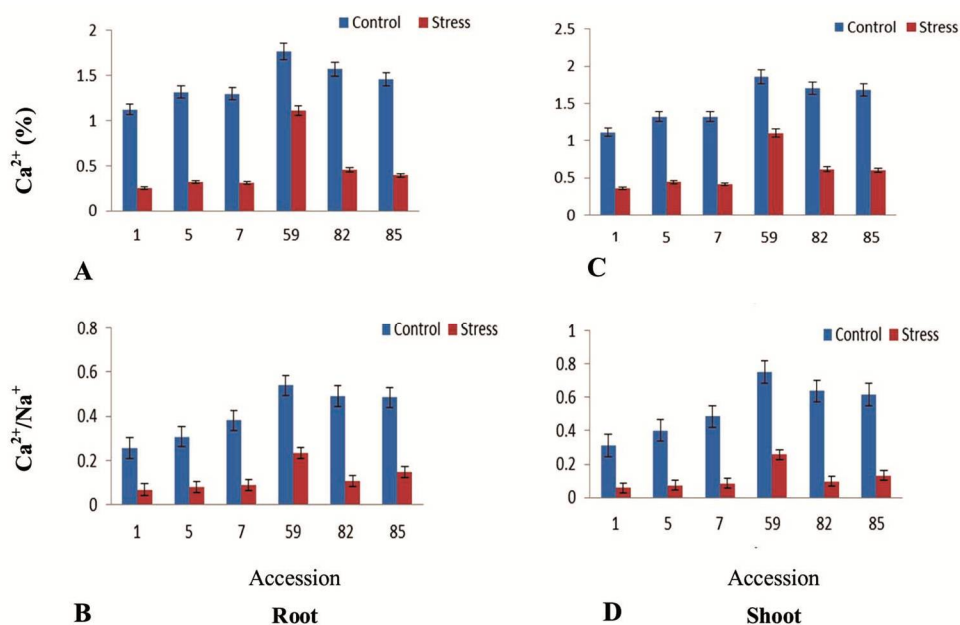 Control Stress
Ca²⁺ (%)
2
1.5
1
0.5
0
1 5 7 59 82 85
A
Control Stress
2.5
2
1.5
1
0.5
0
1 5 7 59 82 85
C
Control Stress
Ca²⁺/Na⁺
0.8
0.6
0.4
0.2
0
1 5 7 59 82 85
Accession
B Root
Control Stress
1
0.8
0.6
0.4
0.2
0
1 5 7 59 82 85
Accession
D Shoot